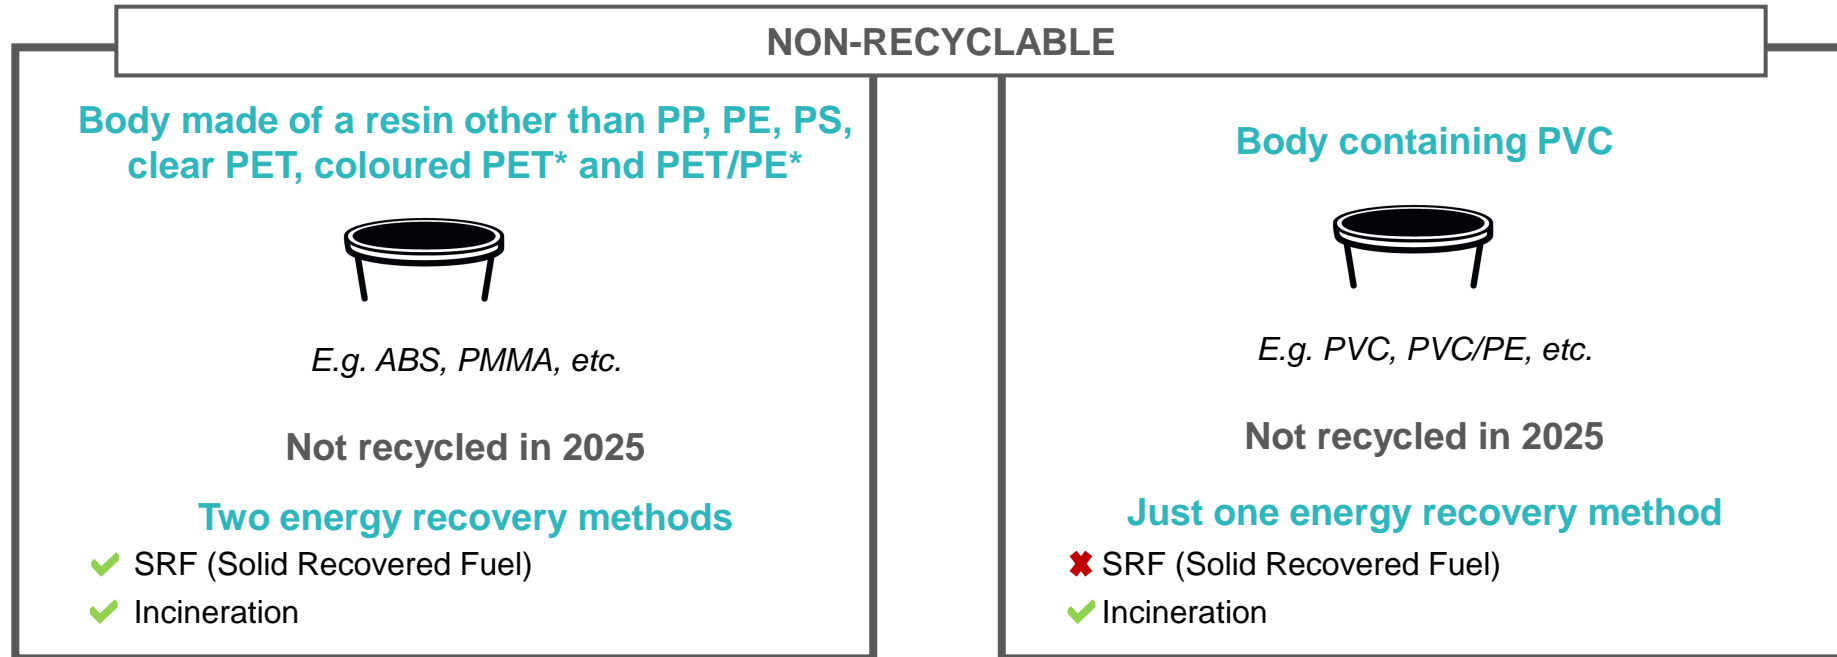 NON-RECYCLABLE
Body made of a resin other than PP, PE, PS,
clear PET, coloured PET* and PET/PE*
E.g. ABS, PMMA, etc.
Not recycled in 2025
Two energy recovery methods
SRF (Solid Recovered Fuel)
Incineration
Body containing PVC
E.g. PVC, PVC/PE, etc.
Not recycled in 2025
Just one energy recovery method
SRF (Solid Recovered Fuel)
Incineration